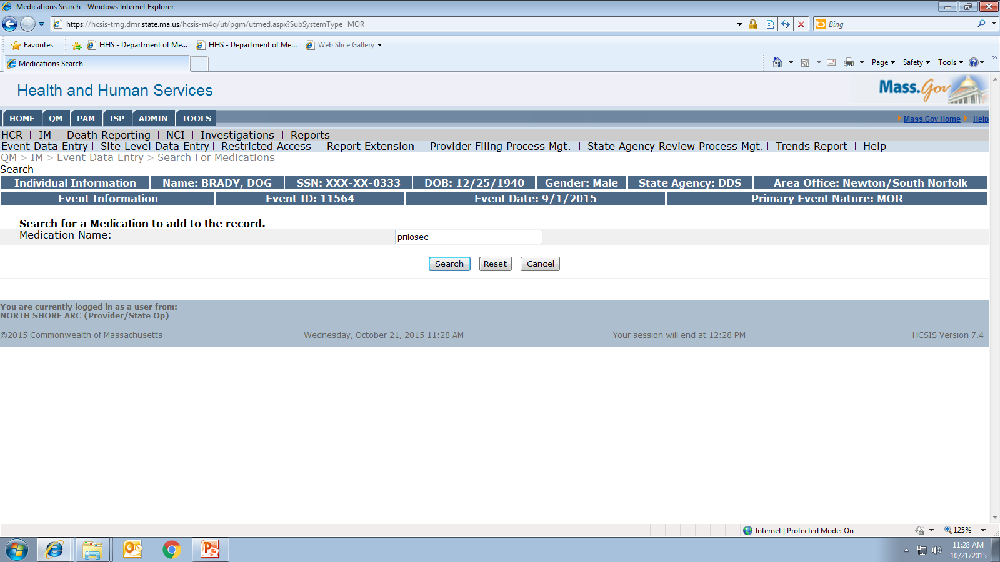 Medications Search - Windows Internet Explorer
https://hcsis-trng.dmr.state.ma.us/hcsis-m4q/ut/pgm/utmed.aspx?SubSystemType=MOR
Bing
Favorites HHS - Department of Me... HHS - Department of Me... Web Slice Gallery
Medications Search
Page Safety Tools
Health and Human Services
Mass.Gov
HOME QM PAM ISP ADMIN TOOLS
Mass.Gov Home Help
HCR | IM | Death Reporting | NCI | Investigations | Reports
Event Data Entry | Site Level Data Entry | Restricted Access | Report Extension | Provider Filing Process Mgt. | State Agency Review Process Mgt. | Trends Report | Help
QM > IM > Event Data Entry > Search For Medications
Search
Individual Information Name: BRADY, DOG SSN: XXX-XX-0333 DOB: 12/25/1940 Gender: Male State Agency: DDS Area Office: Newton/South Norfolk
Event Information Event ID: 11564 Event Date: 9/1/2015 Primary Event Nature: MOR
Search for a Medication to add to the record.
Medication Name: prilosec
Search Reset Cancel
You are currently logged in as a user from:
NORTH SHORE ARC (Provider/State Op)
©2015 Commonwealth of Massachusetts Wednesday, October 21, 2015 11:28 AM Your session will end at 12:28 PM HCSIS Version 7.4
Internet | Protected Mode: On 125%
11:28 AM
10/21/2015